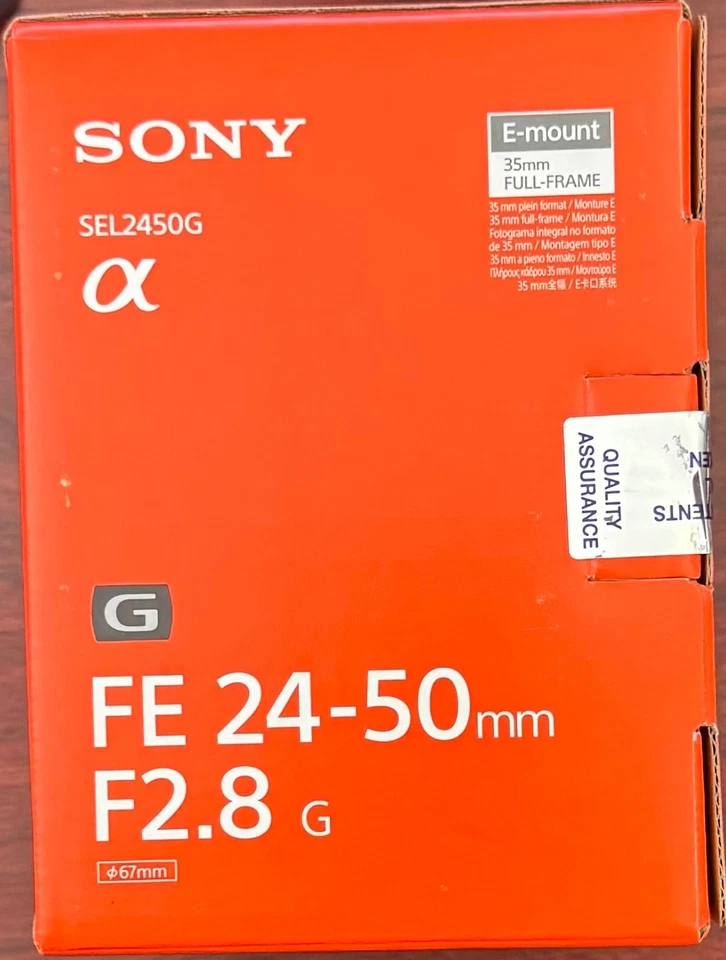 SONY
SEL2450G
α
E-mount
35mm
FULL-FRAME
35 mm plein format / Monture E
35 mm full-frame / Montura E
Fotograma integral no formato
de 35 mm / Montagem tipo E
35 mm a pieno formato / Innesto E
Πλήρους κάδρου 35 mm / Μοντούρα E
35 mm全幅 / E卡口系统
QUALITY
ASSURANCE
G
FE 24-50mm
F2.8 G
ϕ67mm